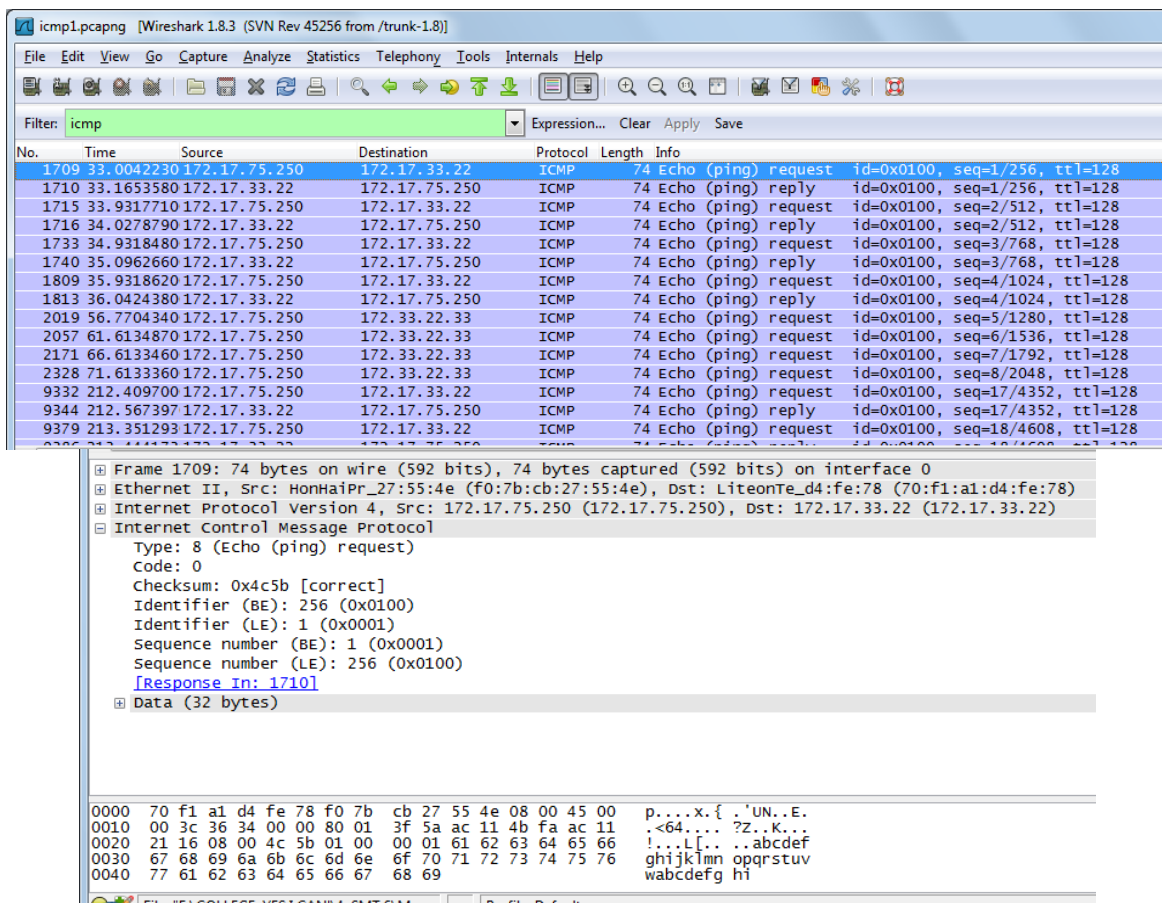 icmp1.pcapng [Wireshark 1.8.3 (SVN Rev 45256 from /trunk-1.8)]
File Edit View Go Capture Analyze Statistics Telephony Tools Internals Help
Filter: icmp Expression... Clear Apply Save
No. Time Source Destination Protocol Length Info
1709 33.0042230 172.17.75.250 172.17.33.22 ICMP 74 Echo (ping) request id=0x0100, seq=1/256, ttl=128
1710 33.1653580 172.17.33.22 172.17.75.250 ICMP 74 Echo (ping) reply id=0x0100, seq=1/256, ttl=128
1715 33.9317710 172.17.75.250 172.17.33.22 ICMP 74 Echo (ping) request id=0x0100, seq=2/512, ttl=128
1716 34.0278790 172.17.33.22 172.17.75.250 ICMP 74 Echo (ping) reply id=0x0100, seq=2/512, ttl=128
1733 34.9318480 172.17.75.250 172.17.33.22 ICMP 74 Echo (ping) request id=0x0100, seq=3/768, ttl=128
1740 35.0962660 172.17.33.22 172.17.75.250 ICMP 74 Echo (ping) reply id=0x0100, seq=3/768, ttl=128
1809 35.9318620 172.17.75.250 172.17.33.22 ICMP 74 Echo (ping) request id=0x0100, seq=4/1024, ttl=128
1813 36.0424380 172.17.33.22 172.17.75.250 ICMP 74 Echo (ping) reply id=0x0100, seq=4/1024, ttl=128
2019 56.7704340 172.17.75.250 172.33.22.33 ICMP 74 Echo (ping) request id=0x0100, seq=5/1280, ttl=128
2057 61.6134870 172.17.75.250 172.33.22.33 ICMP 74 Echo (ping) request id=0x0100, seq=6/1536, ttl=128
2171 66.6133460 172.17.75.250 172.33.22.33 ICMP 74 Echo (ping) request id=0x0100, seq=7/1792, ttl=128
2328 71.6133360 172.17.75.250 172.33.22.33 ICMP 74 Echo (ping) request id=0x0100, seq=8/2048, ttl=128
9332 212.409700 172.17.75.250 172.17.33.22 ICMP 74 Echo (ping) request id=0x0100, seq=17/4352, ttl=128
9344 212.567397 172.17.33.22 172.17.75.250 ICMP 74 Echo (ping) reply id=0x0100, seq=17/4352, ttl=128
9379 213.351293 172.17.75.250 172.17.33.22 ICMP 74 Echo (ping) request id=0x0100, seq=18/4608, ttl=128
Frame 1709: 74 bytes on wire (592 bits), 74 bytes captured (592 bits) on interface 0
Ethernet II, Src: HonHaiPr_27:55:4e (f0:7b:cb:27:55:4e), Dst: LiteonTe_d4:fe:78 (70:f1:a1:d4:fe:78)
Internet Protocol Version 4, Src: 172.17.75.250 (172.17.75.250), Dst: 172.17.33.22 (172.17.33.22)
Internet Control Message Protocol
Type: 8 (Echo (ping) request)
Code: 0
Checksum: 0x4c5b [correct]
Identifier (BE): 256 (0x0100)
Identifier (LE): 1 (0x0001)
Sequence number (BE): 1 (0x0001)
Sequence number (LE): 256 (0x0100)
[Response In: 1710]
Data (32 bytes)
0000 70 f1 a1 d4 fe 78 f0 7b cb 27 55 4e 08 00 45 00 p....x.{ .'UN..E.
0010 00 3c 36 34 00 00 80 01 3f 5a ac 11 4b fa ac 11 .<64.... ?Z..K...
0020 21 16 08 00 4c 5b 01 00 00 01 61 62 63 64 65 66 !...L[.. ..abcdef
0030 67 68 69 6a 6b 6c 6d 6e 6f 70 71 72 73 74 75 76 ghijklmn opqrstuv
0040 77 61 62 63 64 65 66 67 68 69 wabcdefg hi